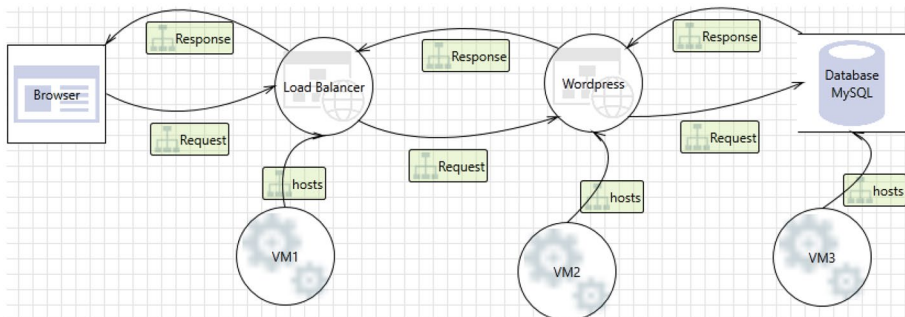 Response
Response
Response
Browser
Load Balancer
Wordpress
Database
MySQL
Request
Request
Request
hosts
hosts
hosts
VM1
VM2
VM3